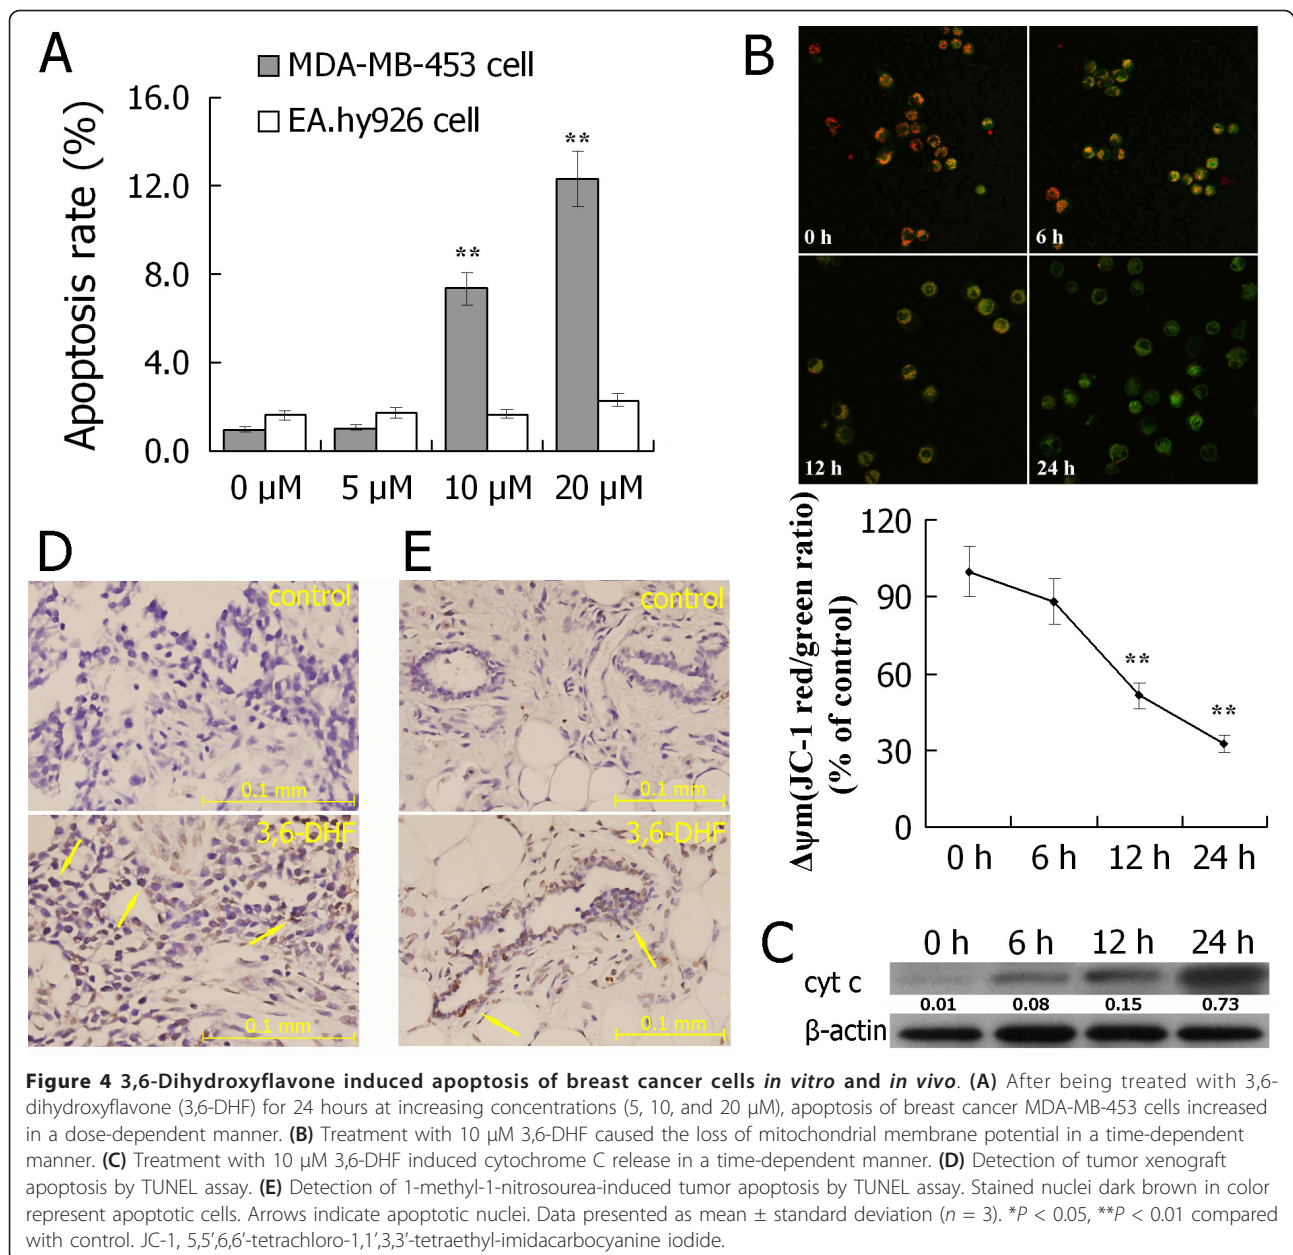 A
MDA-MB-453 cell
EA.hy926 cell
Apoptosis rate (%)
16.0
12.0
8.0
4.0
0.0
**
**
0 µM
5 µM
10 µM
20 µM
B
0 h
6 h
12 h
24 h
Δψm(JC-1 red/green ratio)
(% of control)
120
90
60
30
0
**
**
0 h
6 h
12 h
24 h
D
control
0.1 mm
3,6-DHF
0.1 mm
E
control
0.1 mm
3,6-DHF
0.1 mm
C
0 h 6 h 12 h 24 h
cyt c
0.01 0.08 0.15 0.73
β-actin
Figure 4 3,6-Dihydroxyflavone induced apoptosis of breast cancer cells in vitro and in vivo. (A) After being treated with 3,6-
dihydroxyflavone (3,6-DHF) for 24 hours at increasing concentrations (5, 10, and 20 µM), apoptosis of breast cancer MDA-MB-453 cells increased
in a dose-dependent manner. (B) Treatment with 10 µM 3,6-DHF caused the loss of mitochondrial membrane potential in a time-dependent
manner. (C) Treatment with 10 µM 3,6-DHF induced cytochrome C release in a time-dependent manner. (D) Detection of tumor xenograft
apoptosis by TUNEL assay. (E) Detection of 1-methyl-1-nitrosourea-induced tumor apoptosis by TUNEL assay. Stained nuclei dark brown in color
represent apoptotic cells. Arrows indicate apoptotic nuclei. Data presented as mean ± standard deviation (n = 3). *P < 0.05, **P < 0.01 compared
with control. JC-1, 5,5′,6,6′-tetrachloro-1,1′,3,3′-tetraethyl-imidacarbocyanine iodide.